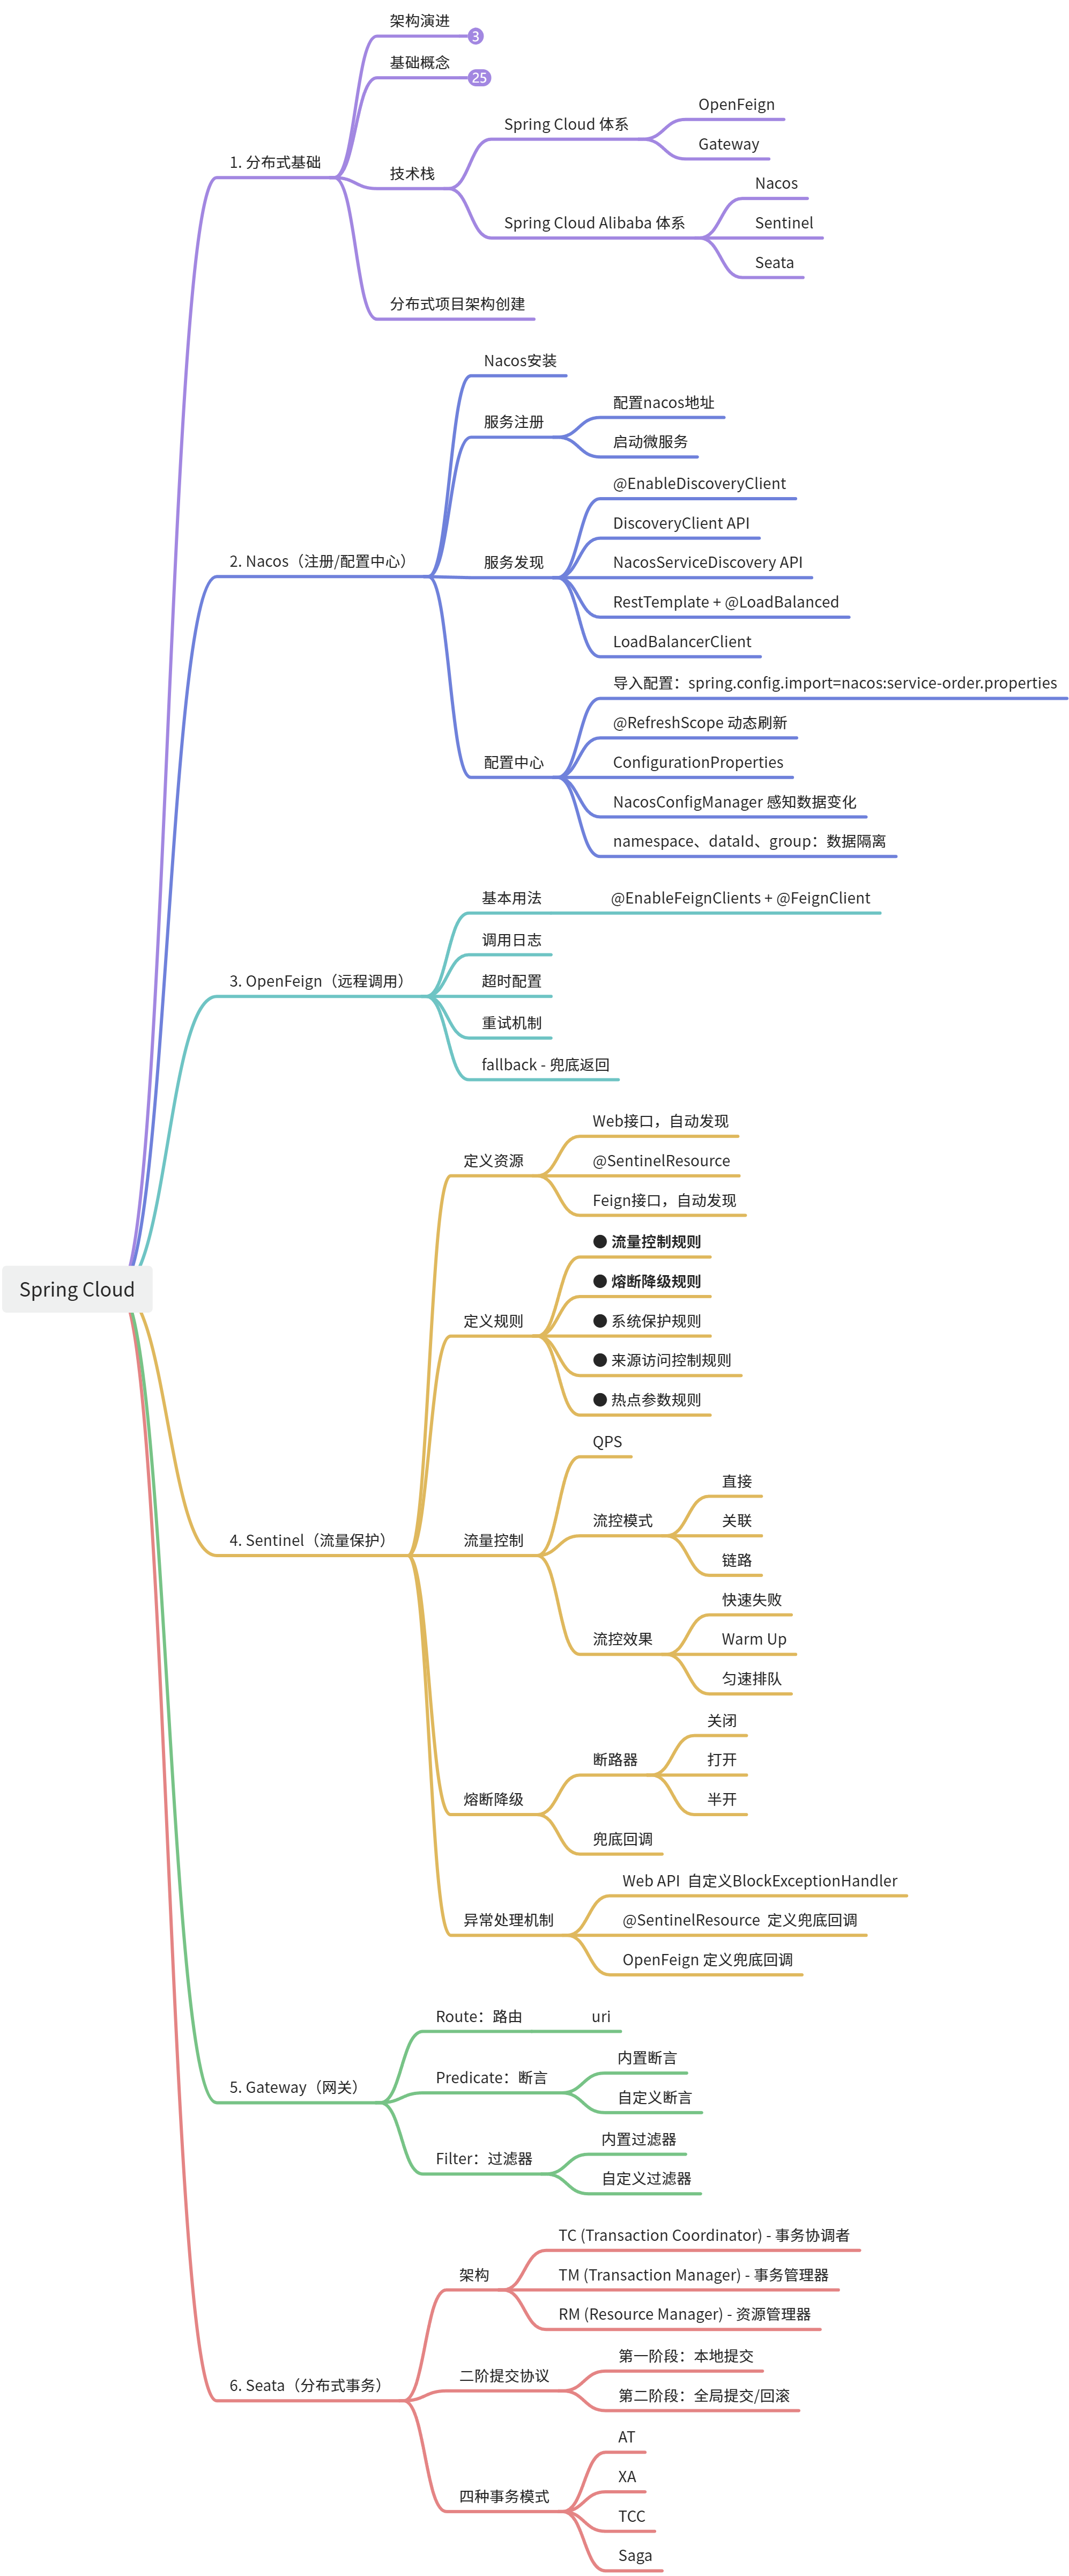 Spring Cloud
1. 分布式基础
架构演进
3
基础概念
25
技术栈
Spring Cloud 体系
OpenFeign
Gateway
Spring Cloud Alibaba 体系
Nacos
Sentinel
Seata
分布式项目架构创建
2. Nacos（注册/配置中心）
Nacos安装
服务注册
配置nacos地址
启动微服务
服务发现
@EnableDiscoveryClient
DiscoveryClient API
NacosServiceDiscovery API
RestTemplate + @LoadBalanced
LoadBalancerClient
配置中心
导入配置：spring.config.import=nacos:service-order.properties
@RefreshScope 动态刷新
ConfigurationProperties
NacosConfigManager 感知数据变化
namespace、dataId、group：数据隔离
3. OpenFeign（远程调用）
基本用法
@EnableFeignClients + @FeignClient
调用日志
超时配置
重试机制
fallback - 兜底返回
4. Sentinel（流量保护）
定义资源
Web接口，自动发现
@SentinelResource
Feign接口，自动发现
定义规则
● 流量控制规则
● 熔断降级规则
● 系统保护规则
● 来源访问控制规则
● 热点参数规则
流量控制
QPS
流控模式
直接
关联
链路
流控效果
快速失败
Warm Up
匀速排队
熔断降级
断路器
关闭
打开
半开
兜底回调
异常处理机制
Web API 自定义BlockExceptionHandler
@SentinelResource 定义兜底回调
OpenFeign 定义兜底回调
5. Gateway（网关）
Route：路由
uri
Predicate：断言
内置断言
自定义断言
Filter：过滤器
内置过滤器
自定义过滤器
6. Seata（分布式事务）
架构
TC (Transaction Coordinator) - 事务协调者
TM (Transaction Manager) - 事务管理器
RM (Resource Manager) - 资源管理器
二阶提交协议
第一阶段：本地提交
第二阶段：全局提交/回滚
四种事务模式
AT
XA
TCC
Saga